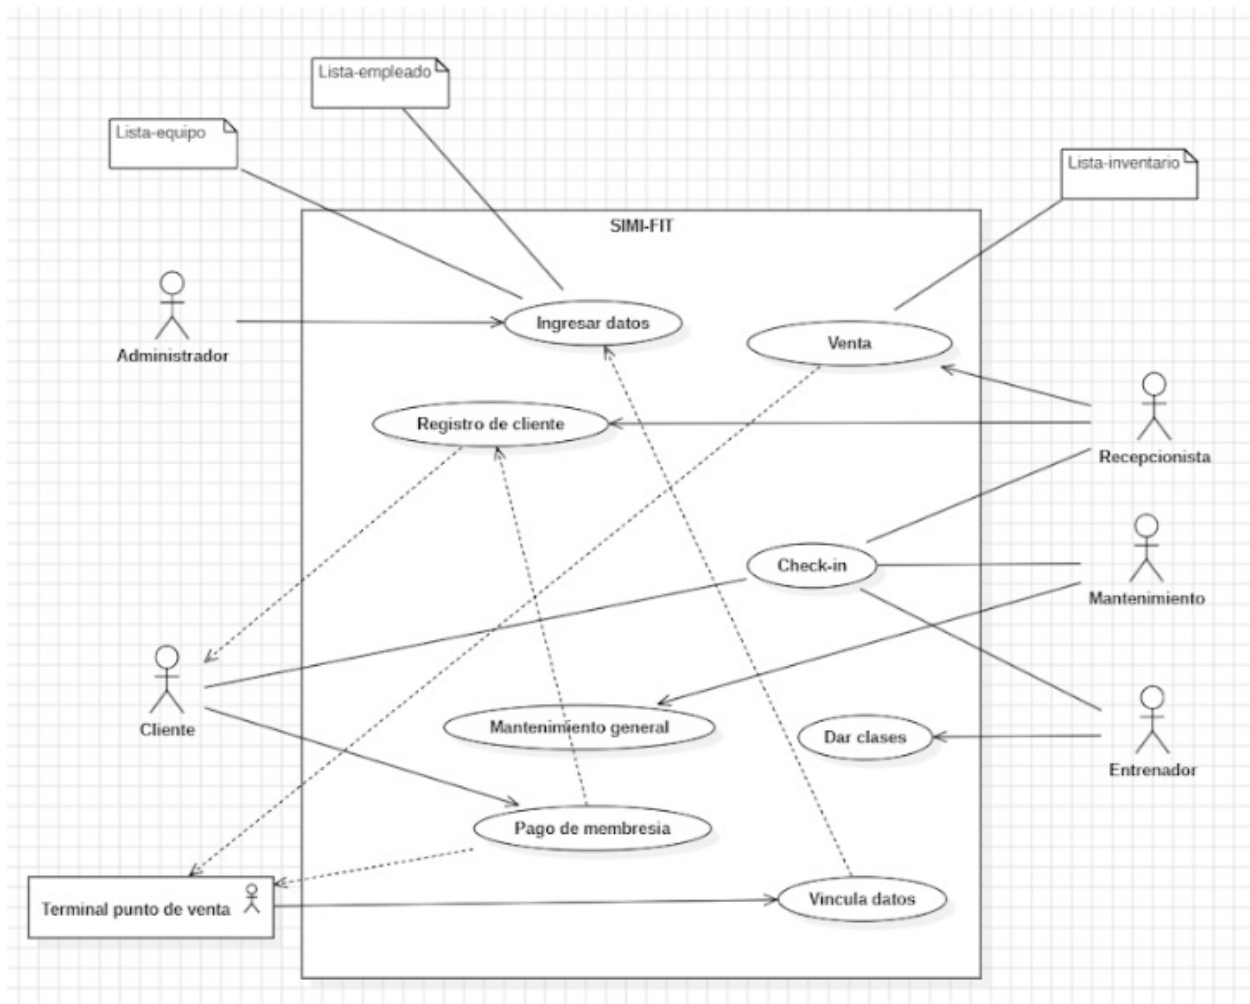 Lista-empleado
Lista-equipo
Lista-inventario
SIMI-FIT
Ingresar datos
Venta
Administrador
Registro de cliente
Recepcionista
Check-in
Mantenimiento
Cliente
Mantenimiento general
Dar clases
Entrenador
Pago de membresia
Terminal punto de venta
Vincula datos